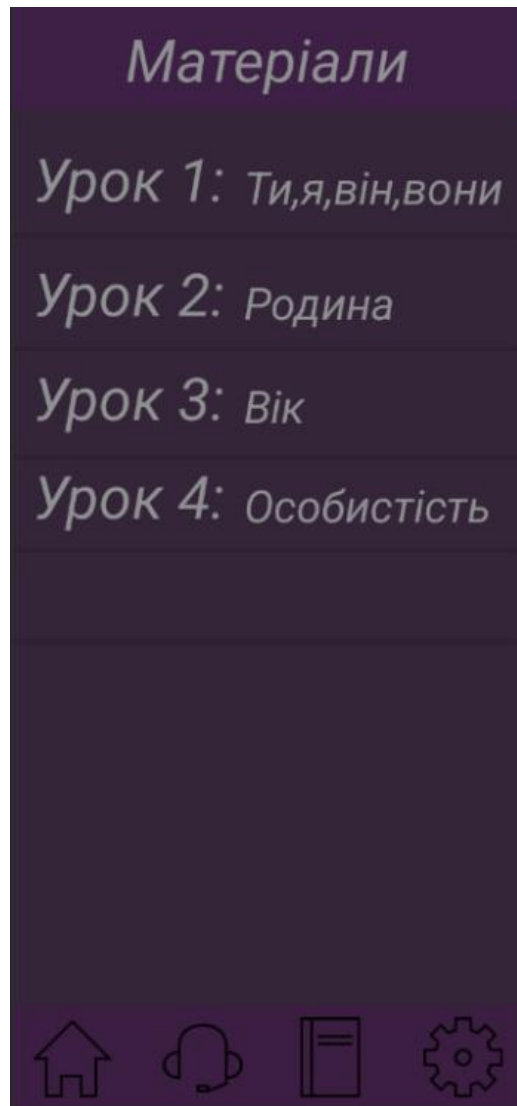 Матеріали
Урок 1: Ти,я,він,вони
Урок 2: Родина
Урок 3: Вік
Урок 4: Особистість